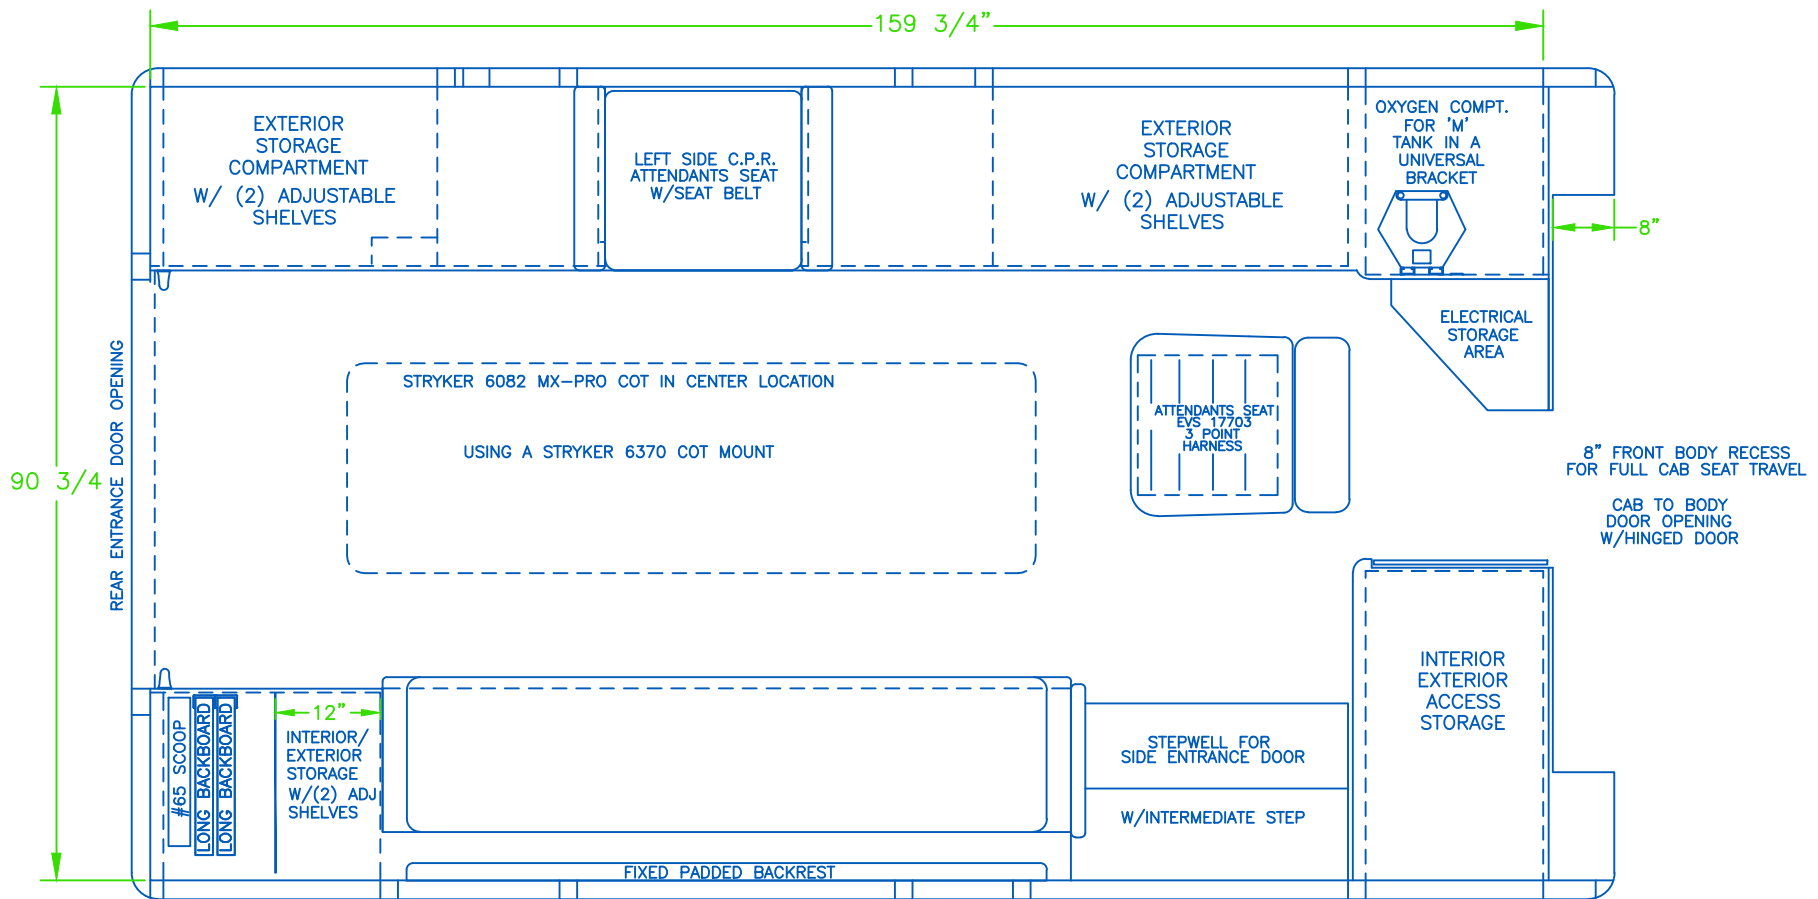 159 3/4"
EXTERIOR
STORAGE
COMPARTMENT
W/ (2) ADJUSTABLE
SHELVES
LEFT SIDE C.P.R.
ATTENDANTS SEAT
W/SEAT BELT
EXTERIOR
STORAGE
COMPARTMENT
W/ (2) ADJUSTABLE
SHELVES
OXYGEN COMPT.
FOR 'M'
TANK IN A
UNIVERSAL
BRACKET
8"
ELECTRICAL
STORAGE
AREA
REAR ENTRANCE DOOR OPENING
90 3/4
STRYKER 6082 MX-PRO COT IN CENTER LOCATION
USING A STRYKER 6370 COT MOUNT
ATTENDANTS SEAT
EVS 17703
3 POINT
HARNESS
8" FRONT BODY RECESS
FOR FULL CAB SEAT TRAVEL
CAB TO BODY
DOOR OPENING
W/HINGED DOOR
#65 SCOOP
LONG BACKBOARD
LONG BACKBOARD
12"
INTERIOR/
EXTERIOR
STORAGE
W/(2) ADJ
SHELVES
STEPWELL FOR
SIDE ENTRANCE DOOR
W/INTERMEDIATE STEP
INTERIOR
EXTERIOR
ACCESS
STORAGE
FIXED PADDED BACKREST